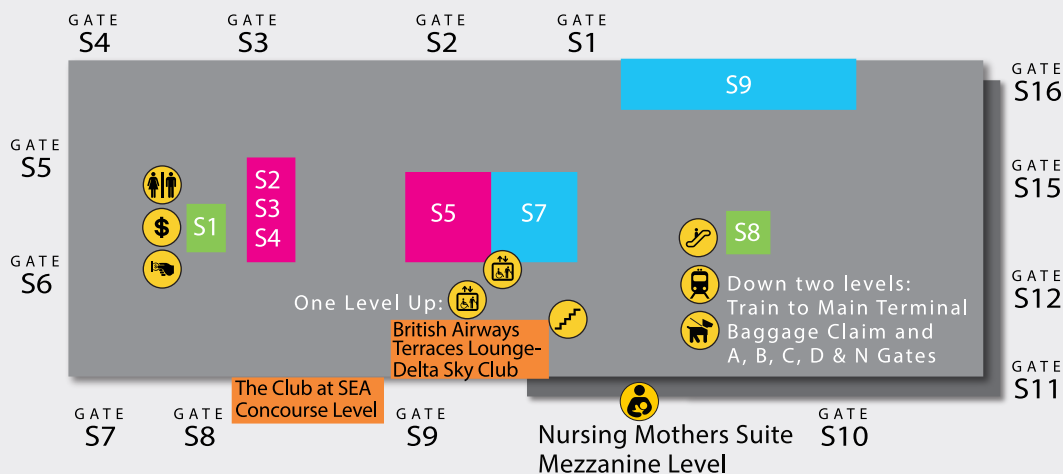 GATE
S4
GATE
S3
GATE
S2
GATE
S1
GATE
S16
S9
GATE
S5
S2
S3
S4
GATE
S15
S1
$
S5
S7
S8
GATE
S6
GATE
S12
One Level Up:
Down two levels:
Train to Main Terminal
Baggage Claim and
A, B, C, D & N Gates
British Airways
Terraces Lounge-
Delta Sky Club
The Club at SEA
Concourse Level
GATE
S11
GATE
S7
GATE
S8
GATE
S9
GATE
S10
Nursing Mothers Suite
Mezzanine Level